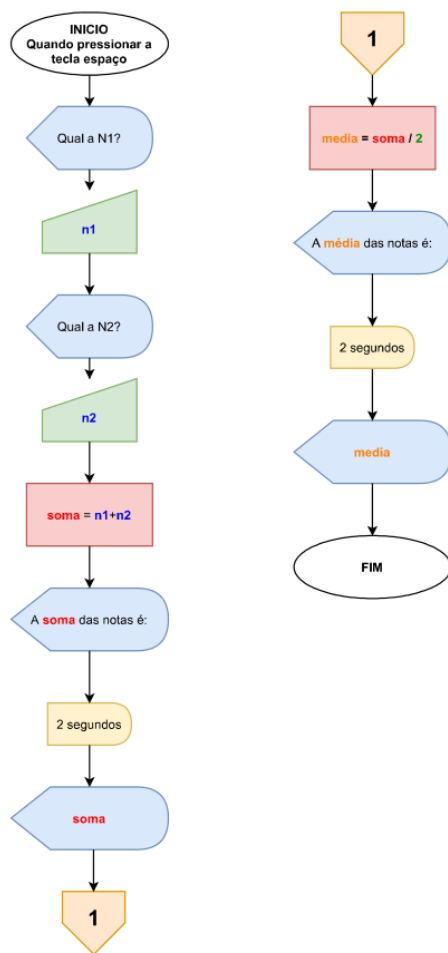 INICIO
Quando pressionar a
tecla espaço
Qual a N1?
n1
Qual a N2?
n2
soma = n1+n2
A soma das notas é:
2 segundos
soma
1
1
media = soma / 2
A média das notas é:
2 segundos
media
FIM